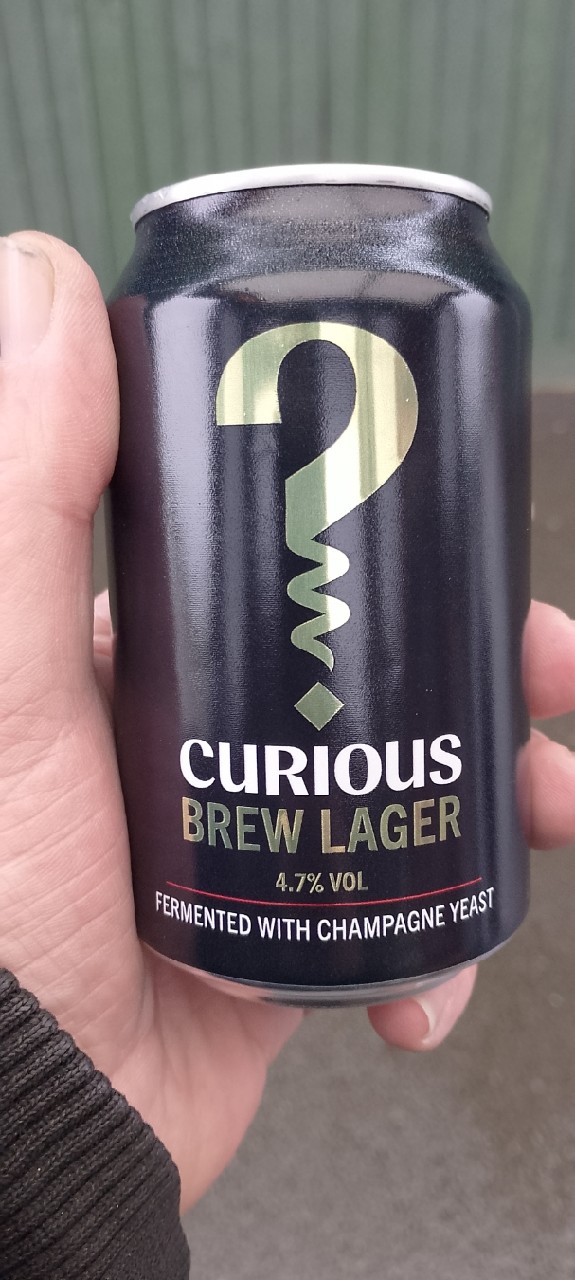 ?
CURIOUS
BREW LAGER
4.7% VOL
FERMENTED WITH CHAMPAGNE YEAST